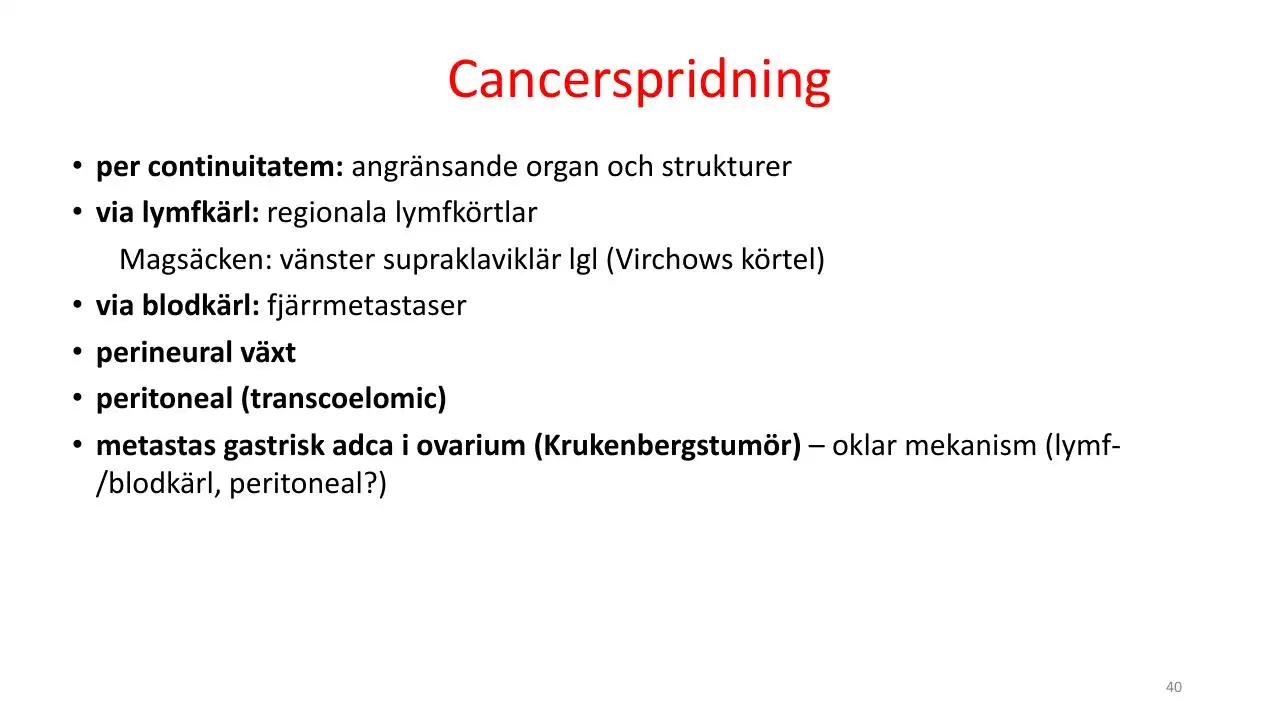 Cancerspridning
• per continuitatem: angränsande organ och strukturer
• via lymfkärl: regionala lymfkörtlar
Magsäcken: vänster supraklaviklär lgl (Virchows körtel)
• via blodkärl: fjärrmetastaser
• perineural växt
• peritoneal (transcoelomic)
• metastas gastrisk adca i ovarium (Krukenbergstumör) – oklar mekanism (lymf-
/blodkärl, peritoneal?)
40